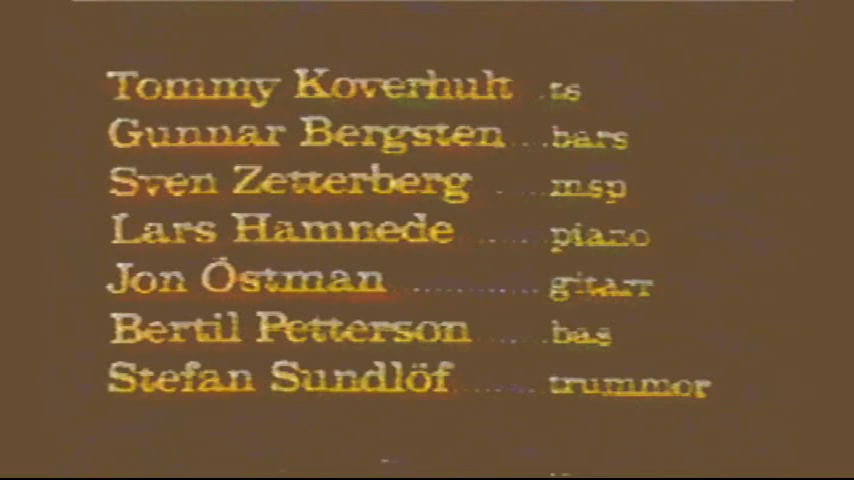 Tommy Koverhult ..ts
Gunnar Bergsten ....bars
Sven Zetterberg .....msp
Lars Hamnede ......piano
Jon Östman ............gitarr
Bertil Petterson ......bas
Stefan Sundlöf ........trummor